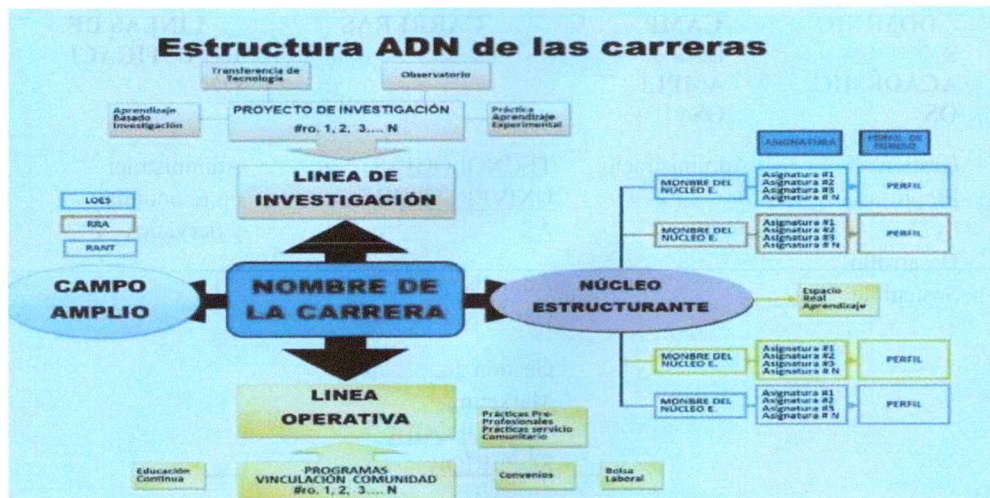 Estructura ADN de las carreras
Transferencia de
Tecnología
Observatorio
Aprendizaje
Basado
Investigación
PROYECTO DE INVESTIGACIÓN
#ro. 1, 2, 3.... N
Práctica
Aprendizaje
Experimental
LINEA DE
INVESTIGACIÓN
LOES
RRA
RANT
CAMPO
AMPLIO
NOMBRE DE
LA CARRERA
NÚCLEO
ESTRUCTURANTE
ASIGNATURA
PERFIL DE
EGRESO
MONBRE DEL
NÚCLEO E.
Asignatura #1
Asignatura #2
Asignatura #3
Asignatura # N
PERFIL
MONBRE DEL
NÚCLEO E.
Asignatura #1
Asignatura #2
Asignatura #3
Asignatura # N
PERFIL
Espacio
Real
Aprendizaje
MONBRE DEL
NÚCLEO E.
Asignatura #1
Asignatura #2
Asignatura #3
Asignatura # N
PERFIL
MONBRE DEL
NÚCLEO E.
Asignatura #1
Asignatura #2
Asignatura #3
Asignatura # N
PERFIL
LINEA
OPERATIVA
Prácticas Pre-
Profesionales
Prácticas servicio
Comunitario
Educación
Continua
PROGRAMAS
VINCULACIÓN COMUNIDAD
#ro. 1, 2, 3.... N
Convenios
Bolsa
Laboral